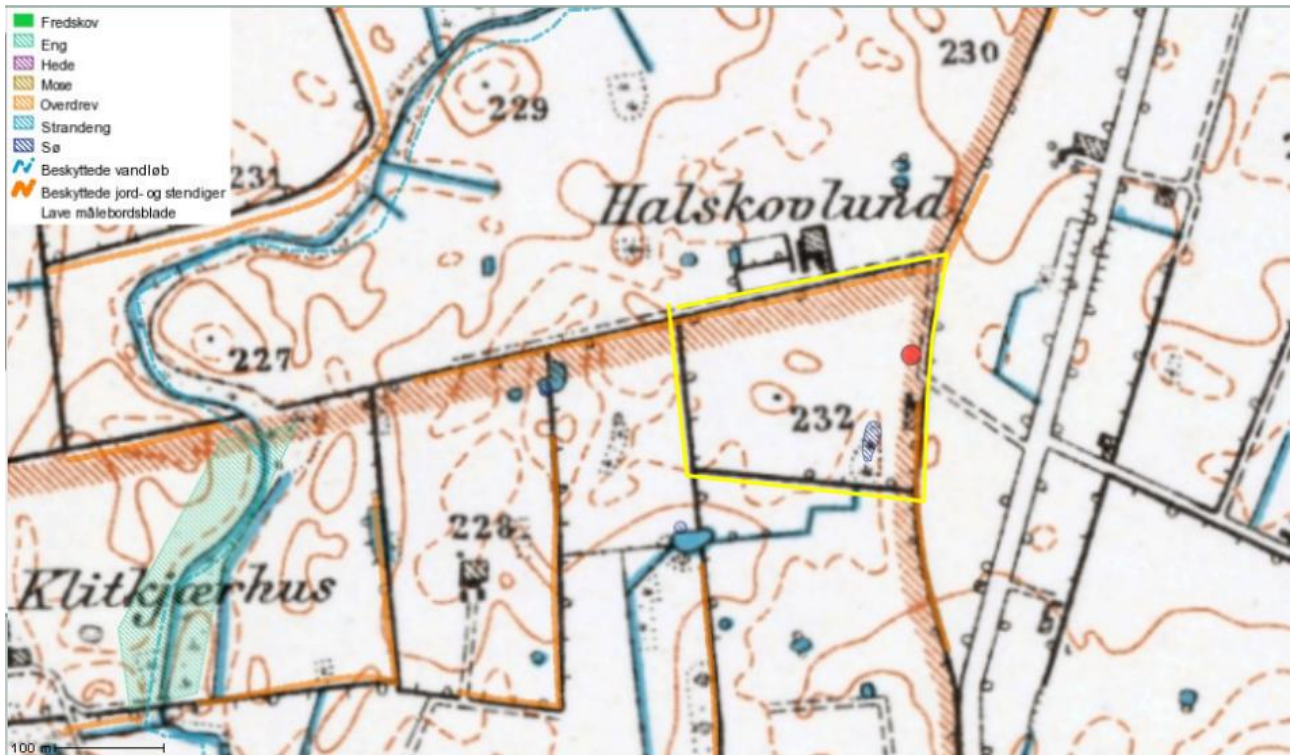 Fredskov
Eng
Hede
Mose
Overdrev
Strandeng
Sø
Beskyttede vandløb
Beskyttede jord- og stendiger
Lave målebordsblade
230
229
231
Halskovlund
227
232
228
Klitkjærhus
100 m